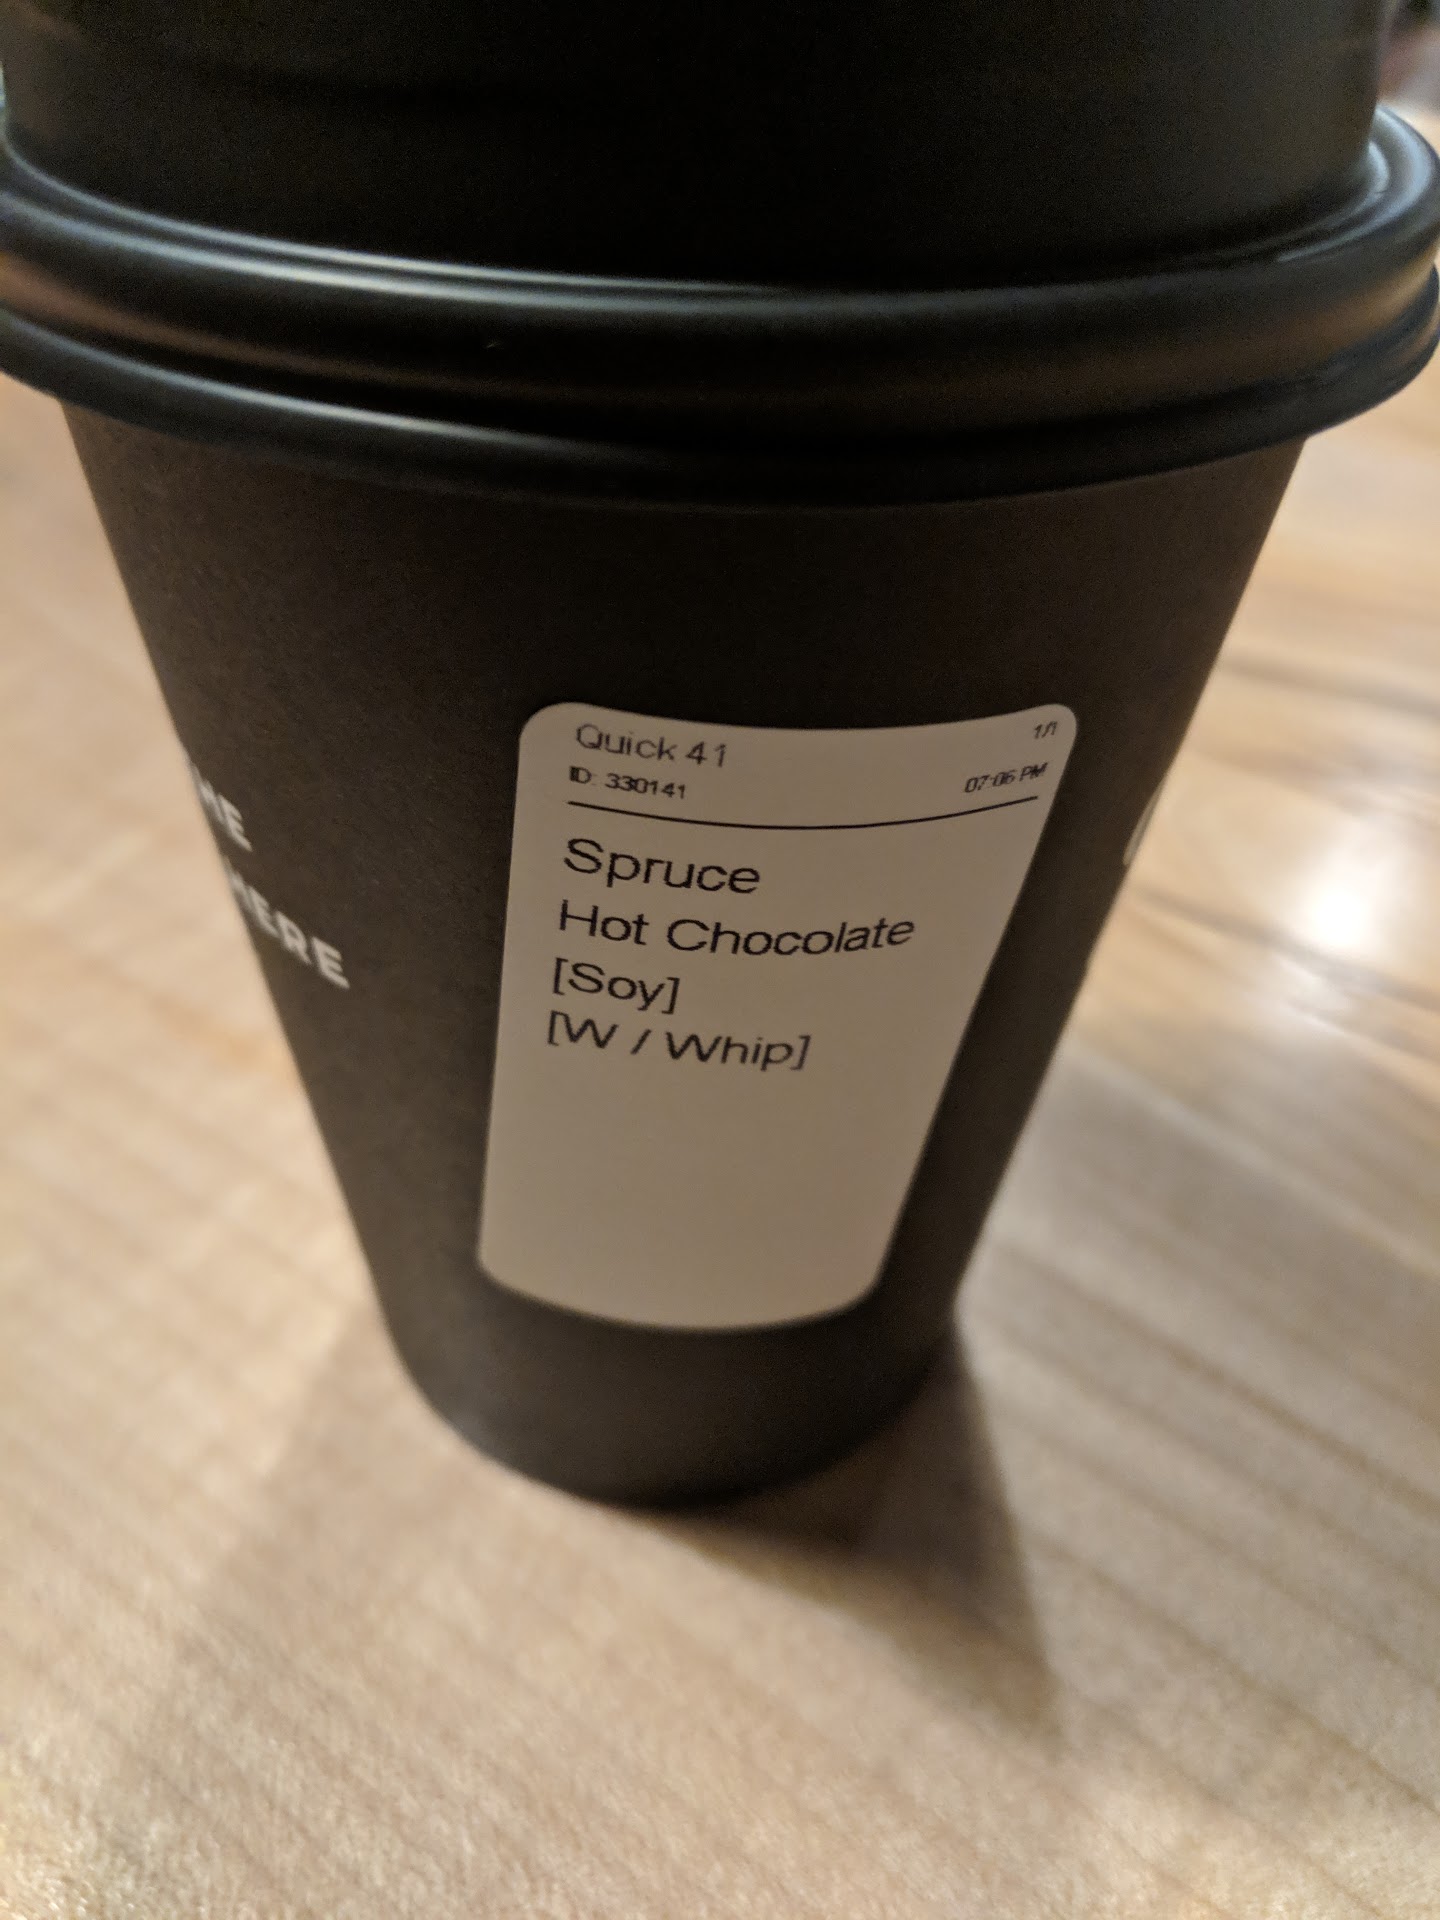 Quick 41
1/1
ID: 330141
07:06 PM
Spruce
Hot Chocolate
[Soy]
[W / Whip]